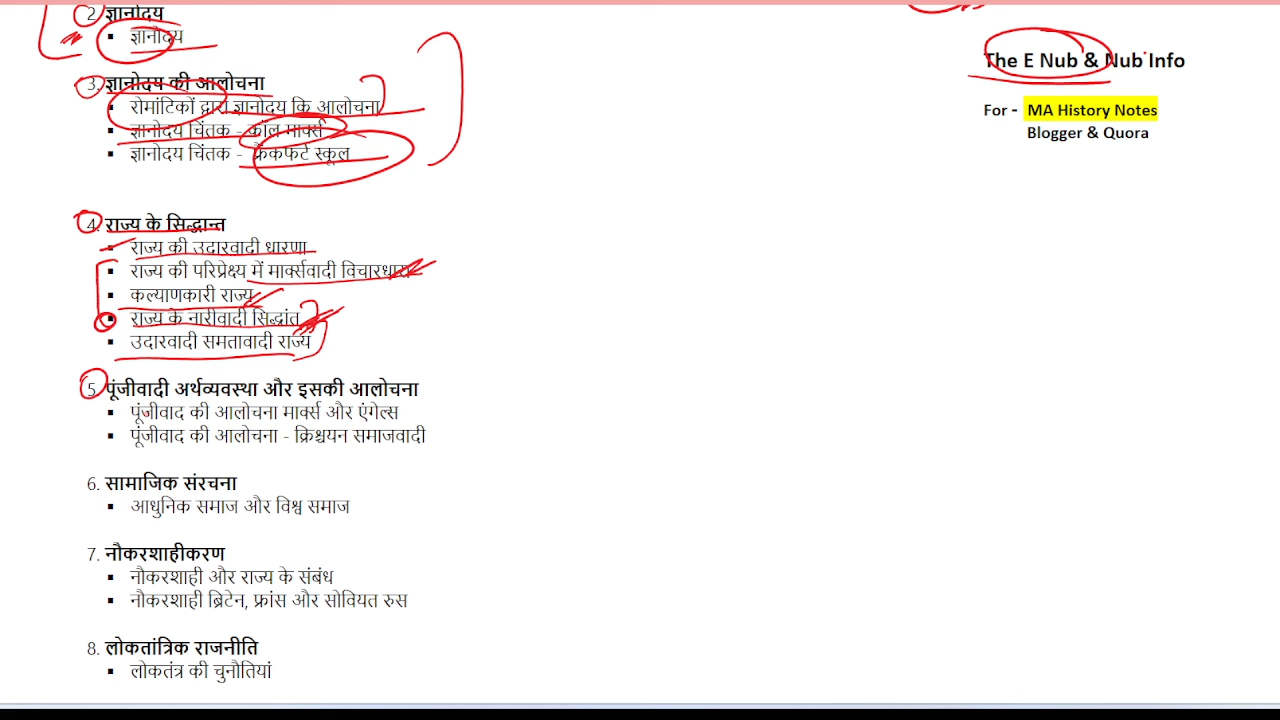 2. ज्ञानोदय
▪ ज्ञानोदय
3. ज्ञानोदय की आलोचना
▪ रोमांटिकों द्वारा ज्ञानोदय कि आलोचना
▪ ज्ञानोदय चिंतक - कॉल मार्क्स
▪ ज्ञानोदय चिंतक - फ्रैंकफर्ट स्कूल
4. राज्य के सिद्धान्त
▪ राज्य की उदारवादी धारणा
▪ राज्य की परिप्रेक्ष्य में मार्क्सवादी विचारधारा
▪ कल्याणकारी राज्य
▪ राज्य के नारीवादी सिद्धांत
▪ उदारवादी समतावादी राज्य
5. पूंजीवादी अर्थव्यवस्था और इसकी आलोचना
▪ पूंजीवाद की आलोचना मार्क्स और एंगेल्स
▪ पूंजीवाद की आलोचना - क्रिश्चयन समाजवादी
6. सामाजिक संरचना
▪ आधुनिक समाज और विश्व समाज
7. नौकरशाहीकरण
▪ नौकरशाही और राज्य के संबंध
▪ नौकरशाही ब्रिटेन, फ्रांस और सोवियत रुस
8. लोकतांत्रिक राजनीति
▪ लोकतंत्र की चुनौतियां
The E Nub & Nub Info
For - MA History Notes
Blogger & Quora